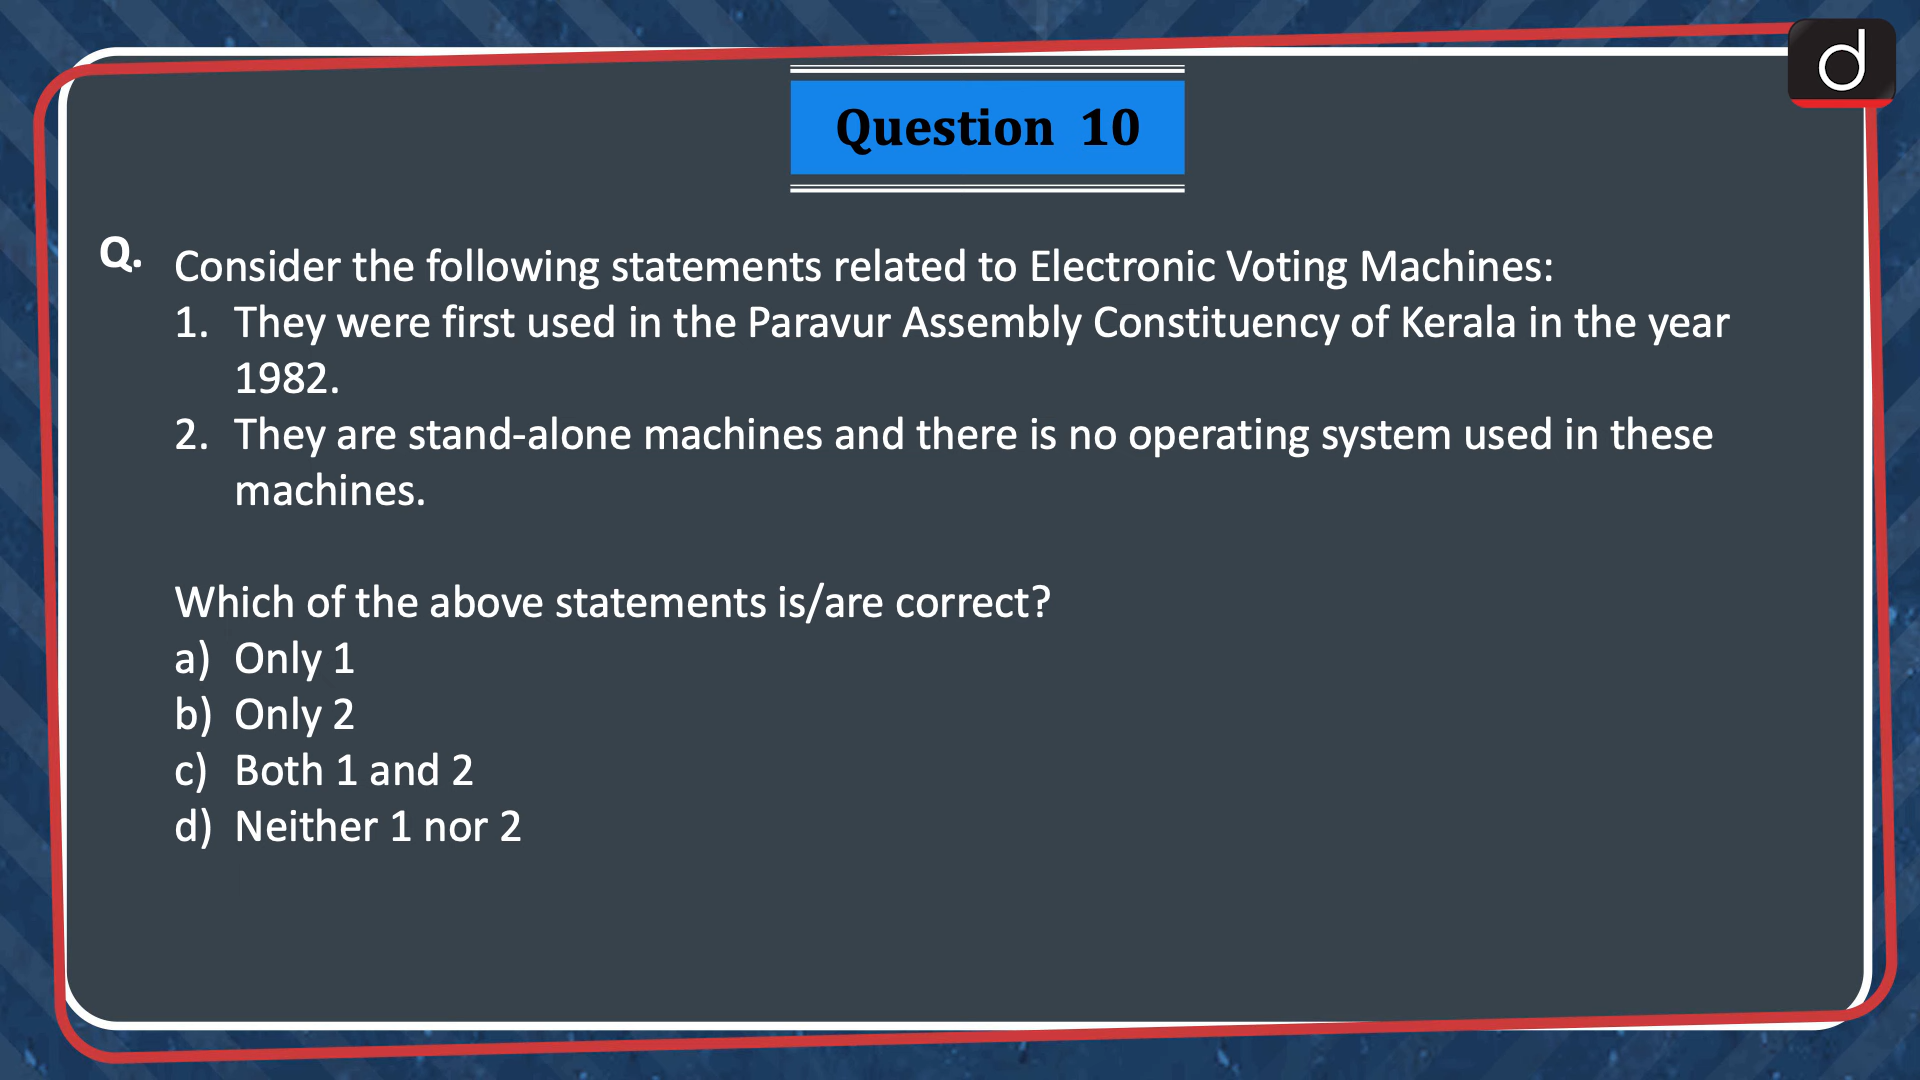 Question 10
Q. Consider the following statements related to Electronic Voting Machines:
1. They were first used in the Paravur Assembly Constituency of Kerala in the year
1982.
2. They are stand-alone machines and there is no operating system used in these
machines.
Which of the above statements is/are correct?
a) Only 1
b) Only 2
c) Both 1 and 2
d) Neither 1 nor 2